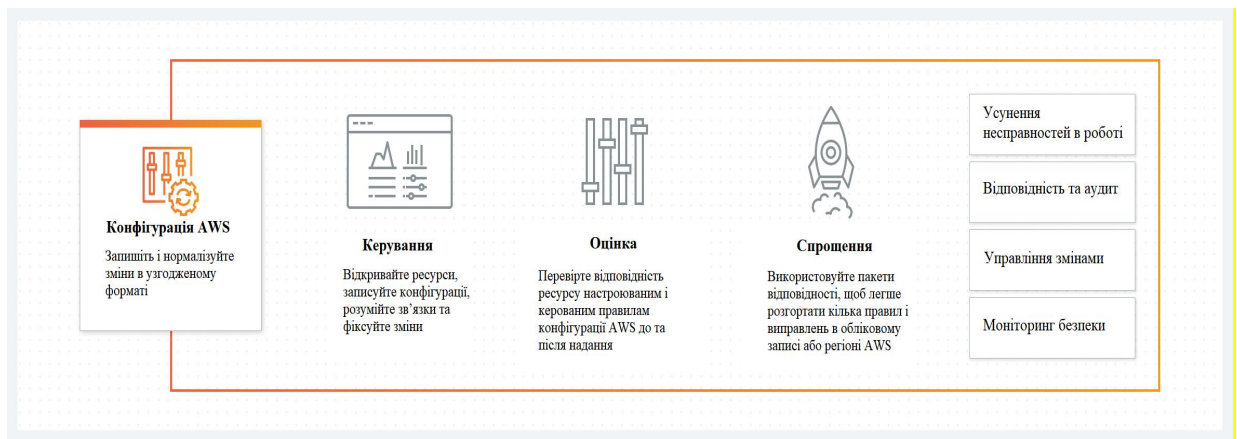 Конфігурація AWS
Запишіть і нормалізуйте
зміни в узгодженому
форматі
Керування
Відкривайте ресурси,
записуйте конфігурації,
розумійте зв’язки та
фіксуйте зміни
Оцінка
Перевірте відповідність
ресурсу настроюваним і
керованим правилам
конфігурації AWS до та
після надання
Спрощення
Використовуйте пакети
відповідності, щоб легше
розгортати кілька правил і
виправлень в обліковому
записі або регіоні AWS
Усунення
несправностей в роботі
Відповідність та аудит
Управління змінами
Моніторинг безпеки